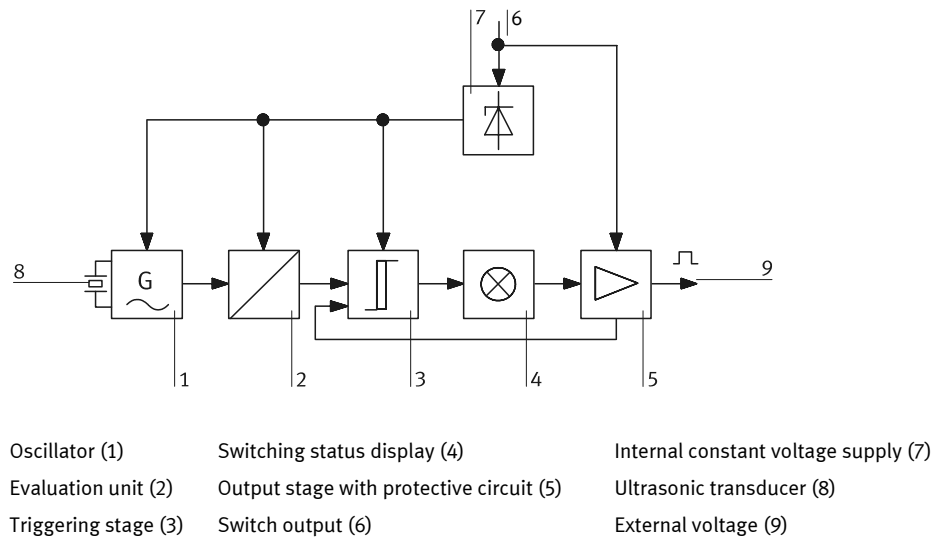 7 6
8 G 9
1 2 3 4 5
Oscillator (1) Switching status display (4) Internal constant voltage supply (7)
Evaluation unit (2) Output stage with protective circuit (5) Ultrasonic transducer (8)
Triggering stage (3) Switch output (6) External voltage (9)